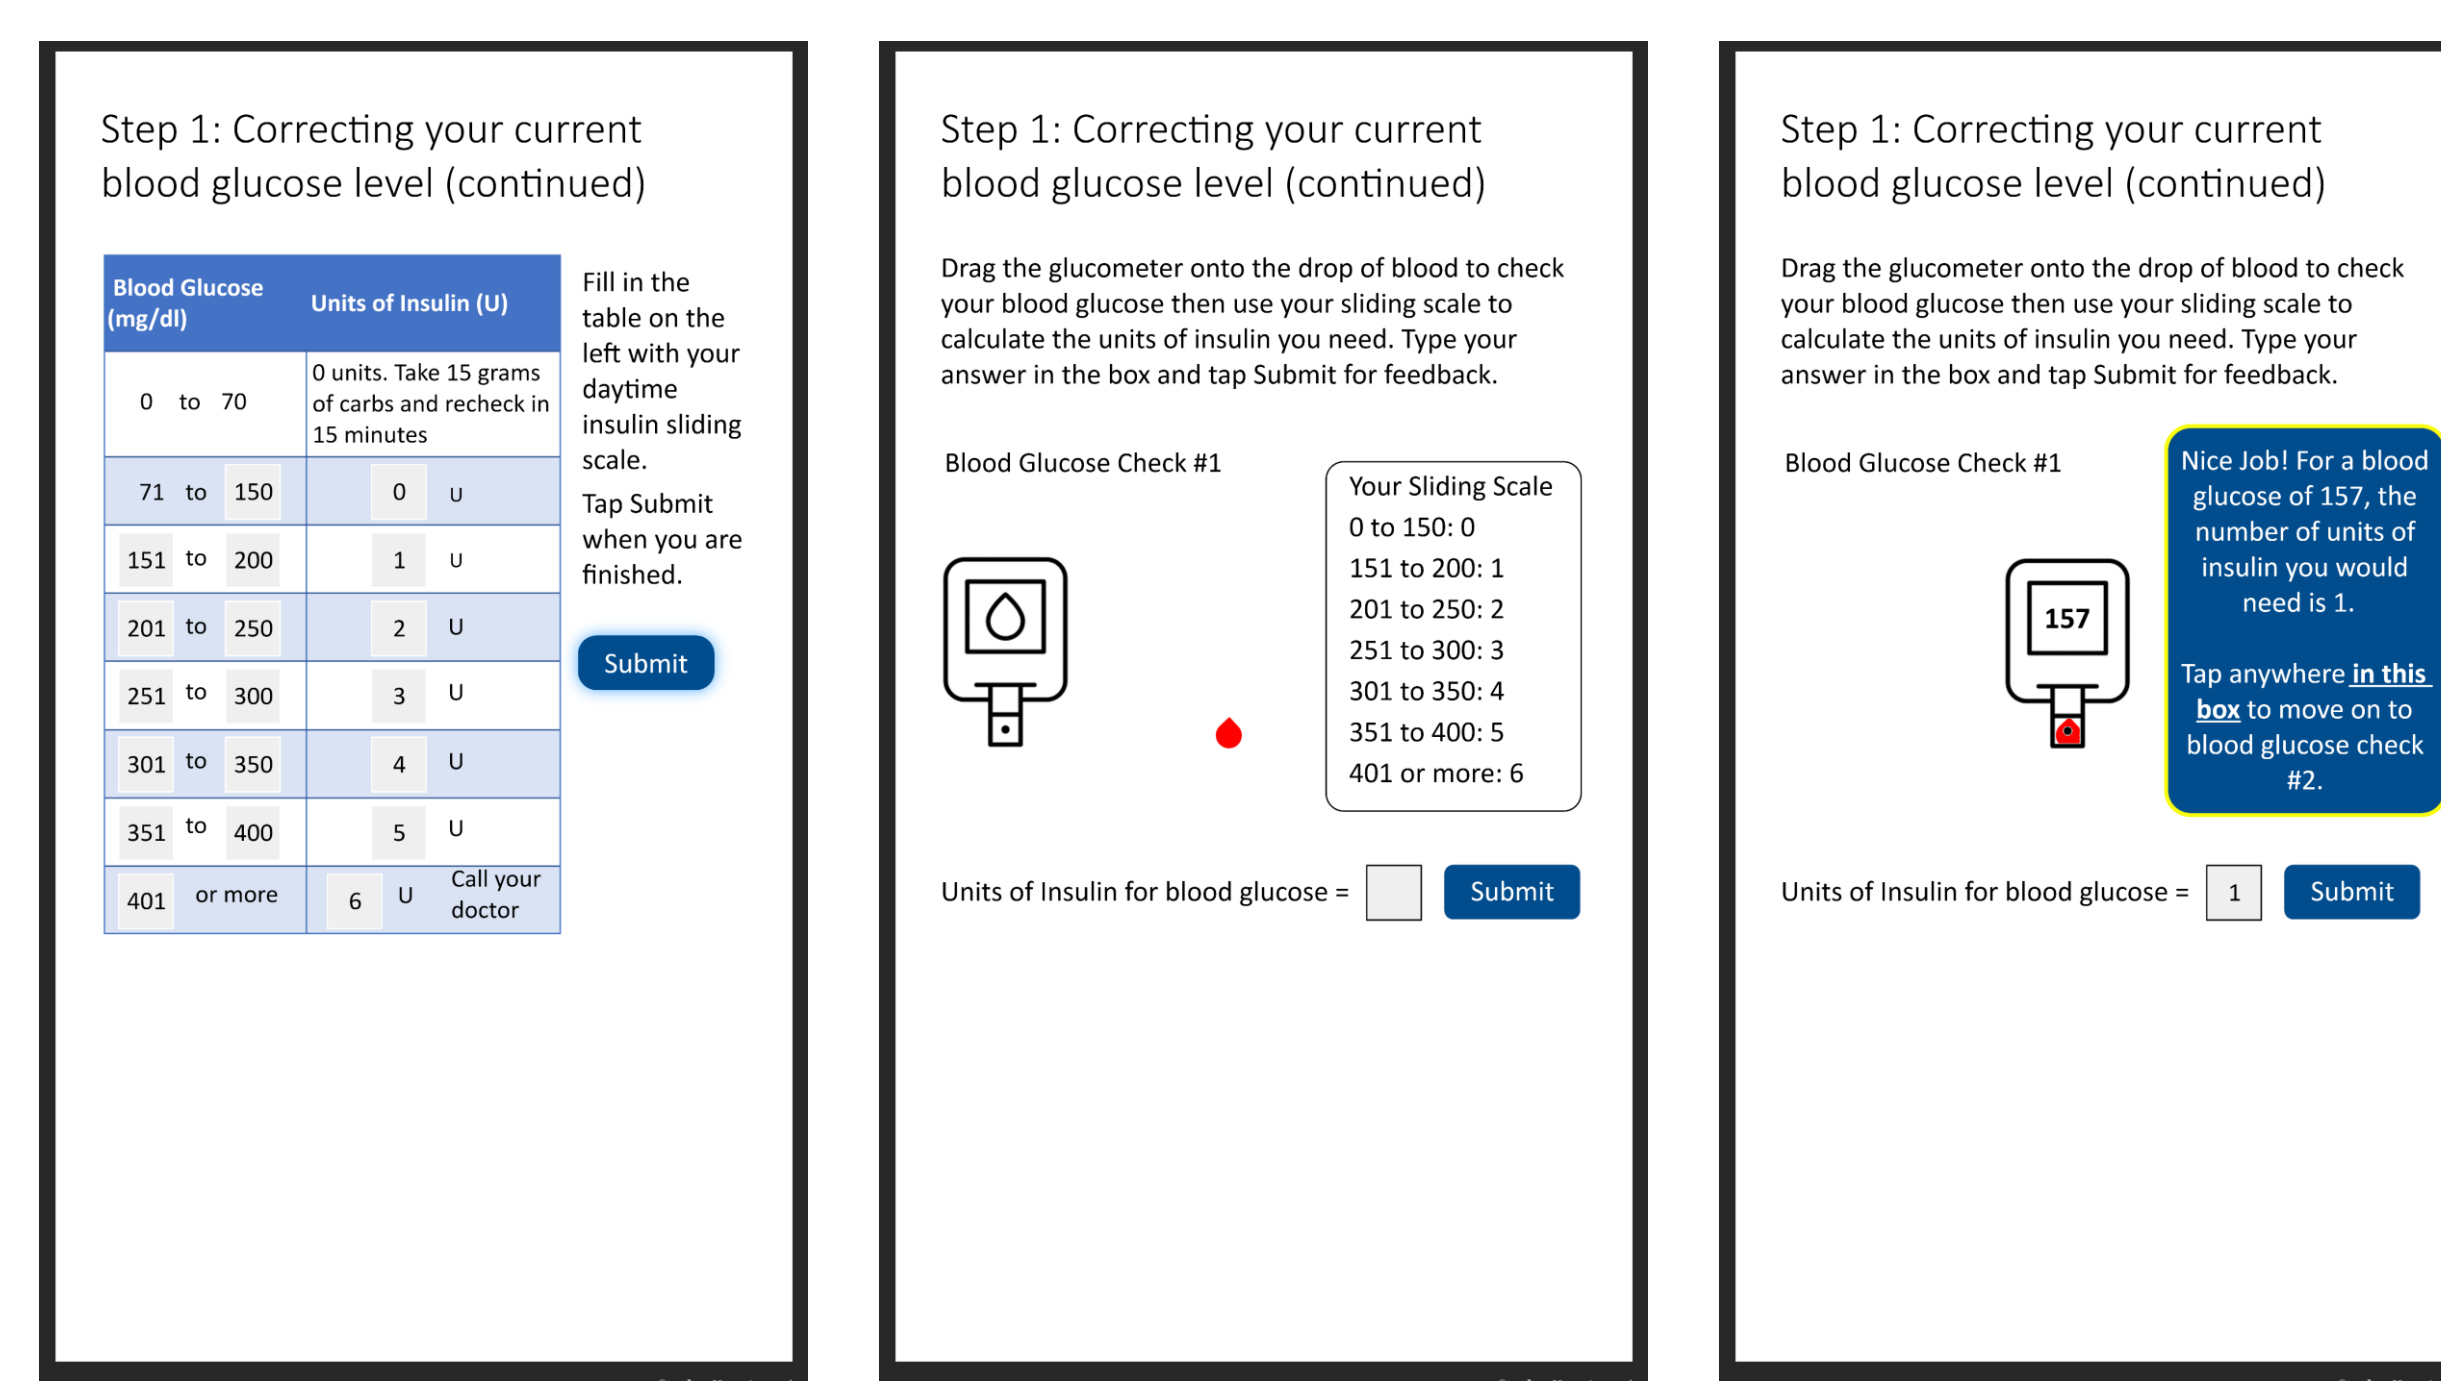 Step 1: Correcting your current
blood glucose level (continued)
Blood Glucose
(mg/dl)
Units of Insulin (U)
0 to 70
0 units. Take 15 grams
of carbs and recheck in
15 minutes
71 to 150 0 U
151 to 200 1 U
201 to 250 2 U
251 to 300 3 U
301 to 350 4 U
351 to 400 5 U
401 or more 6 U Call your
doctor
Fill in the
table on the
left with your
daytime
insulin sliding
scale.
Tap Submit
when you are
finished.
Submit
Step 1: Correcting your current
blood glucose level (continued)
Drag the glucometer onto the drop of blood to check
your blood glucose then use your sliding scale to
calculate the units of insulin you need. Type your
answer in the box and tap Submit for feedback.
Blood Glucose Check #1
Your Sliding Scale
0 to 150: 0
151 to 200: 1
201 to 250: 2
251 to 300: 3
301 to 350: 4
351 to 400: 5
401 or more: 6
Units of Insulin for blood glucose =
Submit
Step 1: Correcting your current
blood glucose level (continued)
Drag the glucometer onto the drop of blood to check
your blood glucose then use your sliding scale to
calculate the units of insulin you need. Type your
answer in the box and tap Submit for feedback.
Blood Glucose Check #1
157
Nice Job! For a blood
glucose of 157, the
number of units of
insulin you would
need is 1.
Tap anywhere in this
box to move on to
blood glucose check
#2.
Units of Insulin for blood glucose = 1
Submit